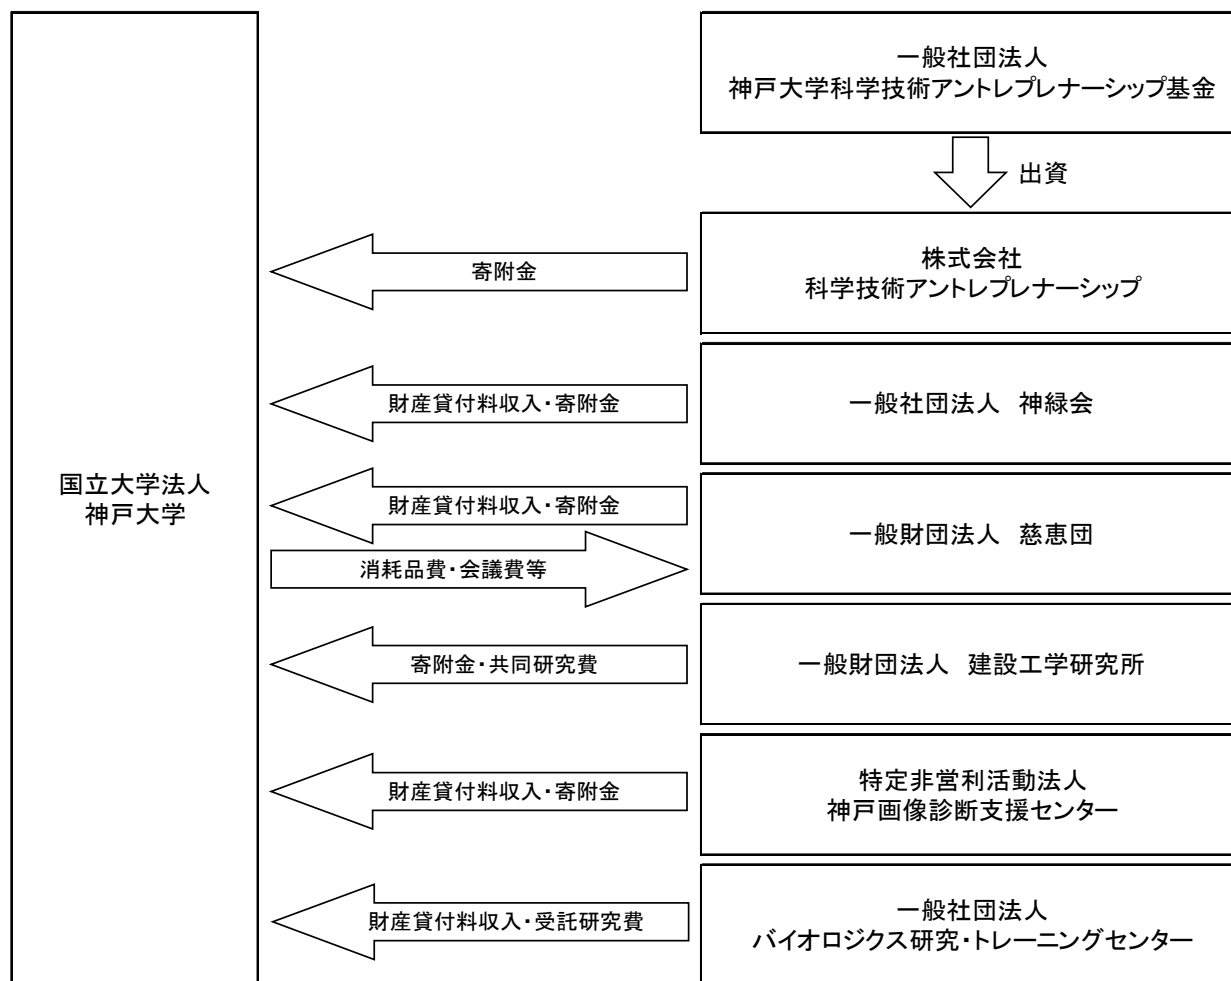 一般社団法人
神戸大学科学技術アントレプレナーシップ基金
出資
寄附金
株式会社
科学技術アントレプレナーシップ
財産貸付料収入・寄附金
一般社団法人　神緑会
国立大学法人
神戸大学
財産貸付料収入・寄附金
消耗品費・会議費等
一般財団法人　慈恵団
寄附金・共同研究費
一般財団法人　建設工学研究所
財産貸付料収入・寄附金
特定非営利活動法人
神戸画像診断支援センター
財産貸付料収入・受託研究費
一般社団法人
バイオロジクス研究・トレーニングセンター